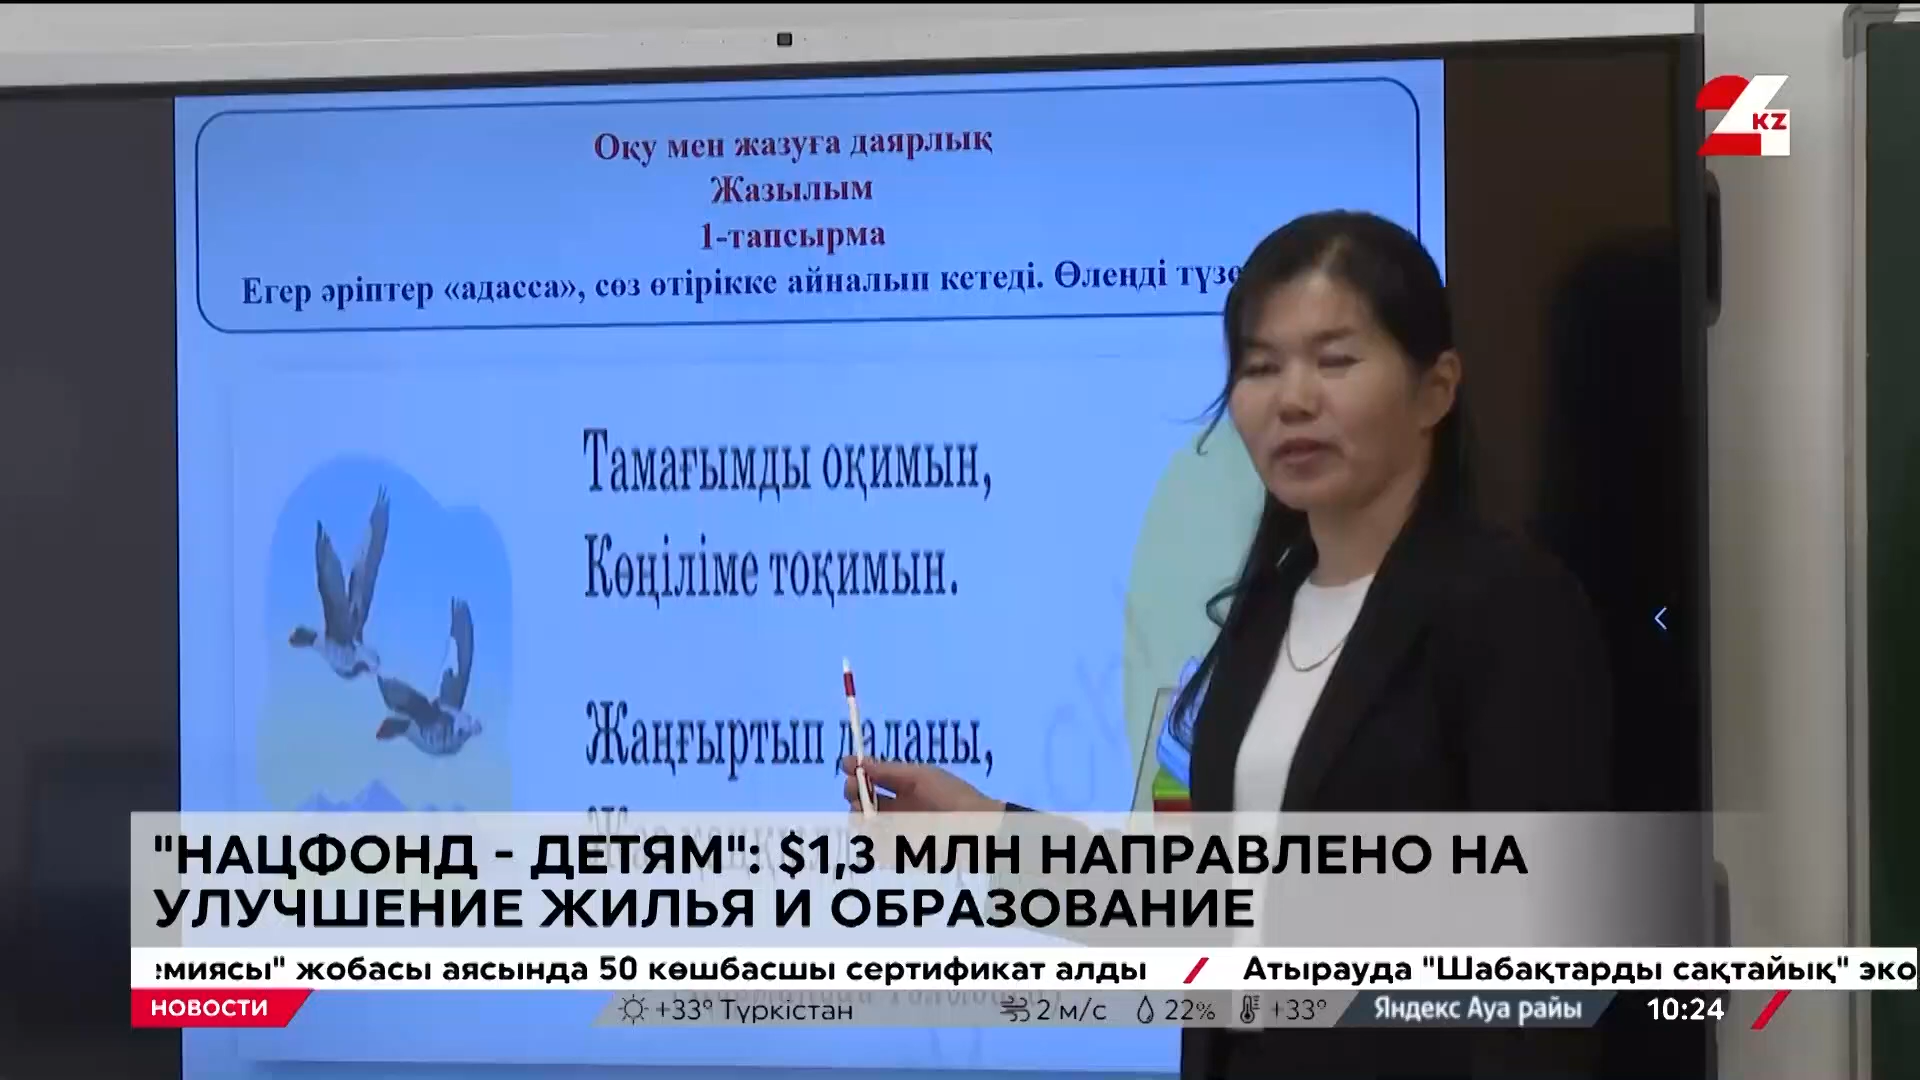 24 KZ
Оқу мен жазуға даярлық
Жазылым
1-тапсырма
Егер әріптер «адасса», сөз өтірікке айналып кетеді. Өлеңді
Тамағымды оқимын,
Көңіліме тоқимын.
Жаңғыртып даланы,
"НАЦФОНД - ДЕТЯМ": $1,3 МЛН НАПРАВЛЕНО НА
УЛУЧШЕНИЕ ЖИЛЬЯ И ОБРАЗОВАНИЕ
жобасы аясында 50 көшбасшы сертификат алды / Атырауда "Шабақтарды сақтайық"
НОВОСТИ +33° Түркістан 2 м/с 22% +33° Яндекс Ауа райы 10:24